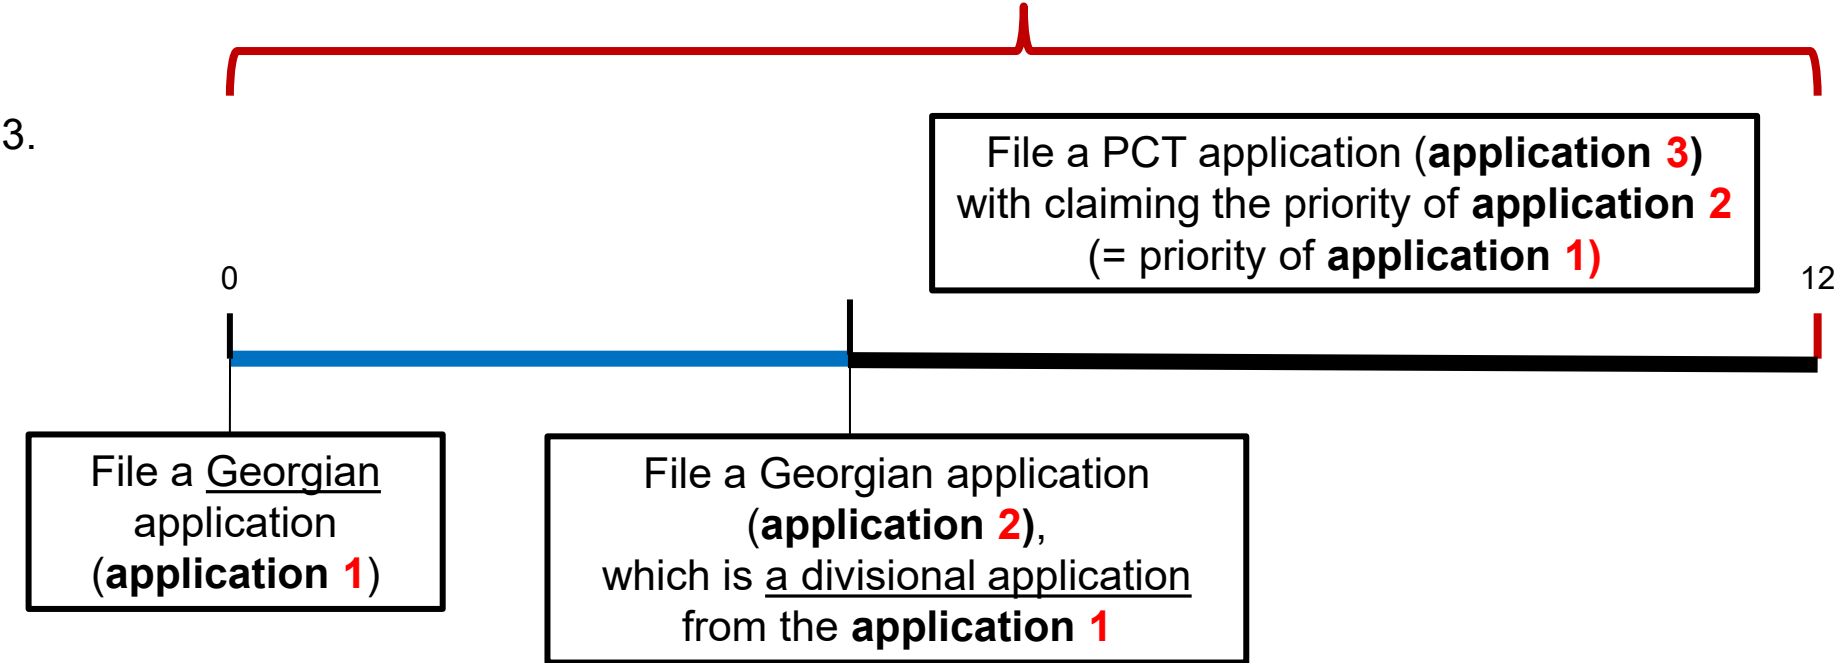 3.
File a PCT application (application 3)
with claiming the priority of application 2
(= priority of application 1)
0
12
File a Georgian
application
(application 1)
File a Georgian application
(application 2),
which is a divisional application
from the application 1